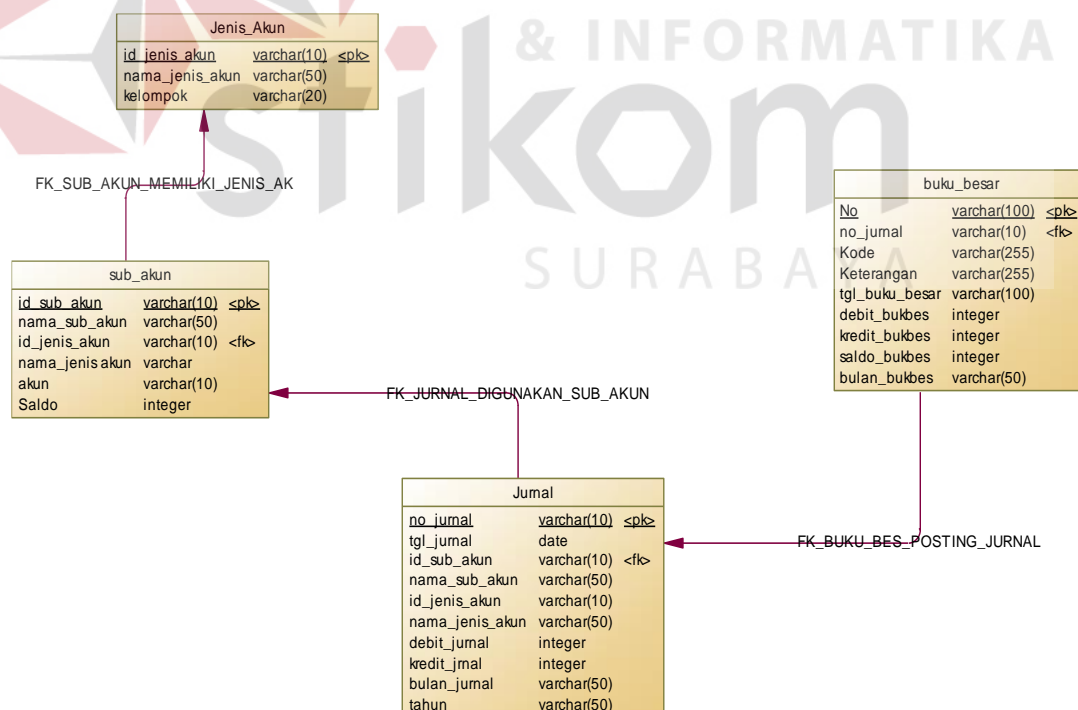 & INFORMATIKA
stikom
SURABAYA
Jenis_Akun
id_jenis_akun varchar(10) <pk>
nama_jenis_akun varchar(50)
kelompok varchar(20)
FK_SUB_AKUN_MEMILIKI_JENIS_AK
sub_akun
id_sub_akun varchar(10) <pk>
nama_sub_akun varchar(50)
id_jenis_akun varchar(10) <fk>
nama_jenis akun varchar
akun varchar(10)
Saldo integer
buku_besar
No varchar(100) <pk>
no_jurnal varchar(10) <fk>
Kode varchar(255)
Keterangan varchar(255)
tgl_buku_besar varchar(100)
debit_bukbes integer
kredit_bukbes integer
saldo_bukbes integer
bulan_bukbes varchar(50)
FK_JURNAL_DIGUNAKAN_SUB_AKUN
Jurnal
no_jurnal varchar(10) <pk>
tgl_jurnal date
id_sub_akun varchar(10) <fk>
nama_sub_akun varchar(50)
id_jenis_akun varchar(10)
nama_jenis_akun varchar(50)
debit_jurnal integer
kredit_jrnal integer
bulan_jurnal varchar(50)
tahun varchar(50)
FK_BUKU_BES_POSTING_JURNAL